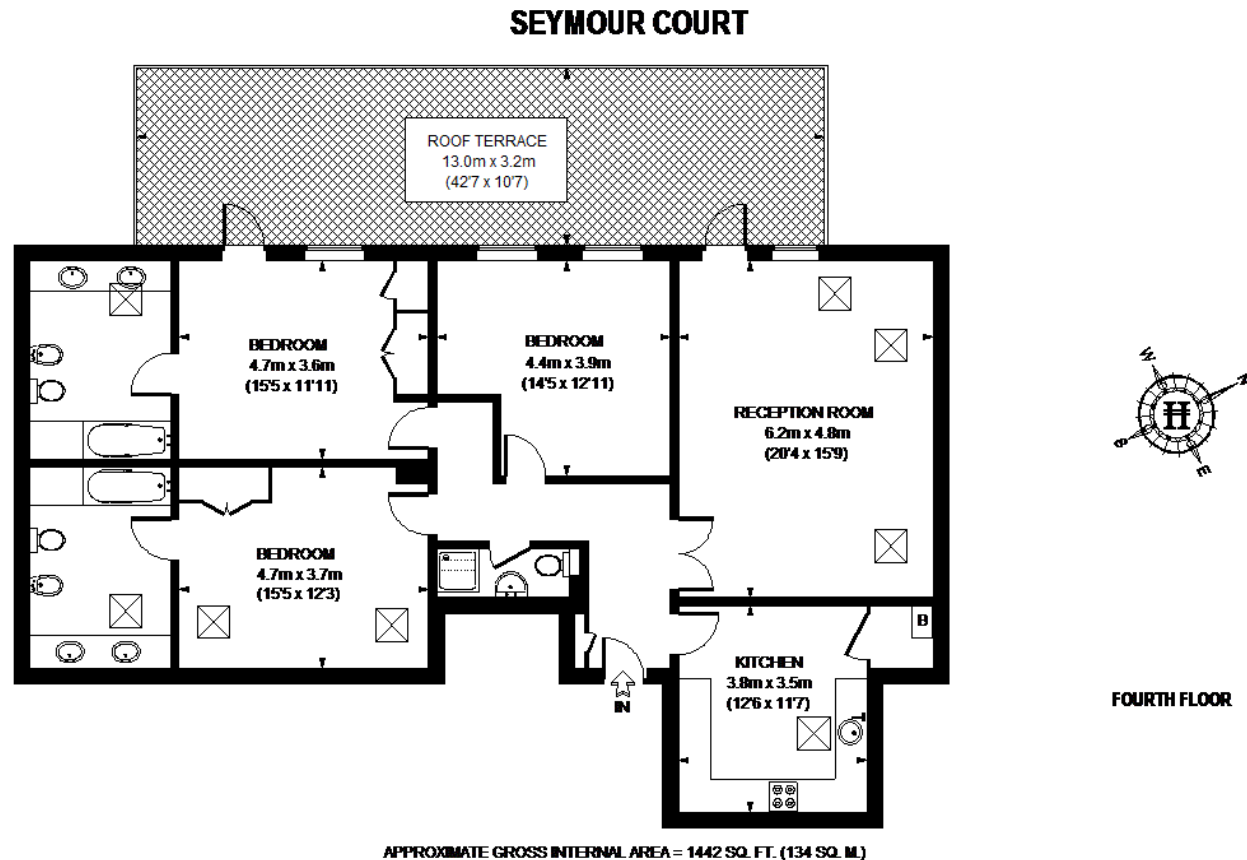 SEYMOUR COURT
ROOF TERRACE
13.0m x 3.2m
(42'7 x 10'7)
BEDROOM
4.7m x 3.6m
(15'5 x 11'11)
BEDROOM
4.4m x 3.9m
(14'5 x 12'11)
RECEPTION ROOM
6.2m x 4.8m
(20'4 x 15'9)
W
N
H
S
E
BEDROOM
4.7m x 3.7m
(15'5 x 12'3)
B
KITCHEN
3.8m x 3.5m
(12'6 x 11'7)
IN
FOURTH FLOOR
APPROXIMATE GROSS INTERNAL AREA = 1442 SQ. FT. (134 SQ. M.)